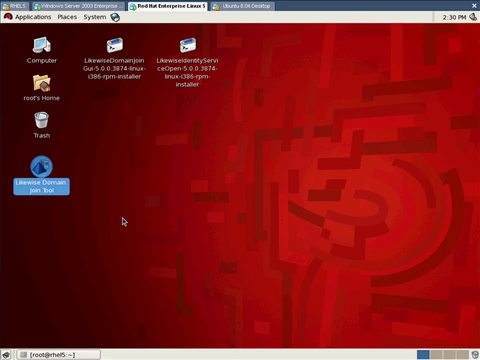 RHEL5
Windows Server 2003 Enterprise ...
Red Hat Enterprise Linux 5
Ubuntu 8.04 Desktop
Applications Places System
2:30 PM
Computer
LikewiseDomainJoin
Gui-5.0.0.3874-linux
-i386-rpm-installer
LikewiseIdentityServi
ceOpen-5.0.0.3874-
linux-i386-rpm-
installer
root's Home
Trash
Likewise Domain
Join Tool
[root@rhel5:~]